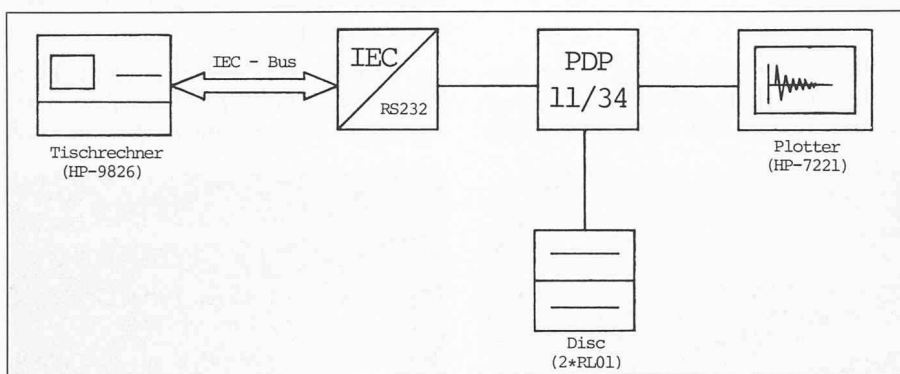 IEC - Bus
IEC
RS232
PDP
11/34
Tischrechner
(HP-9826)
Plotter
(HP-7221)
Disc
(2*RL01)